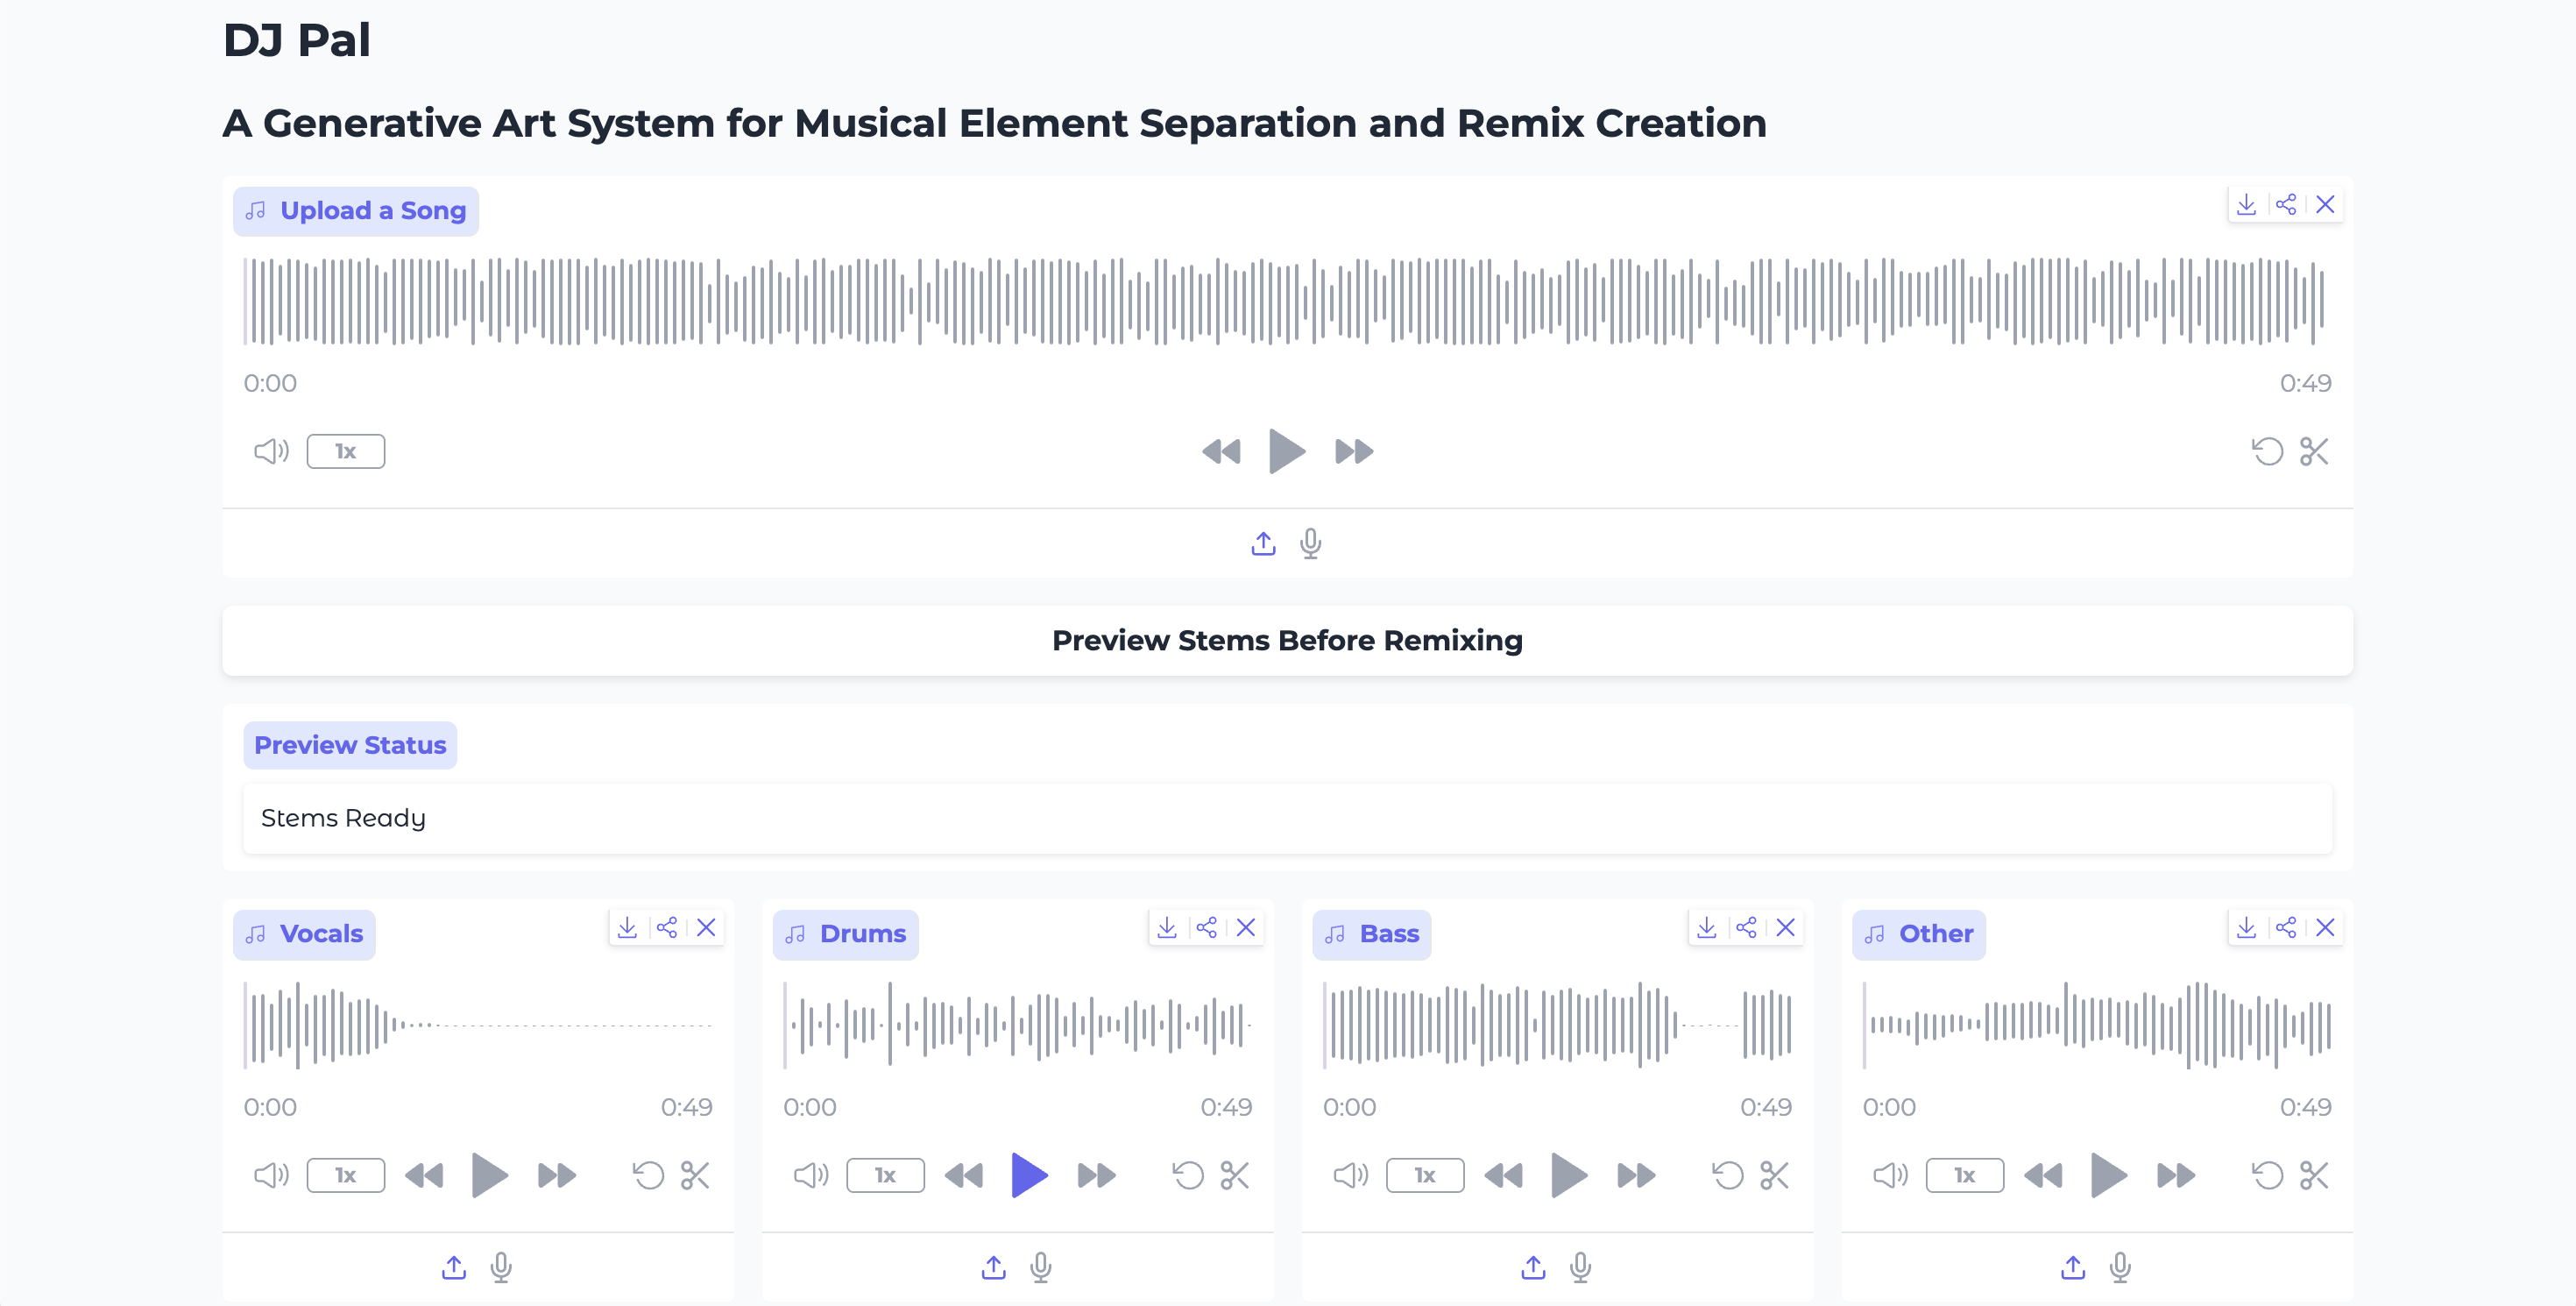 DJ Pal
A Generative Art System for Musical Element Separation and Remix Creation
Upload a Song
0:00 0:49
1x
Preview Stems Before Remixing
Preview Status
Stems Ready
Vocals Drums Bass Other
0:00 0:49 0:00 0:49 0:00 0:49 0:00 0:49
1x 1x 1x 1x